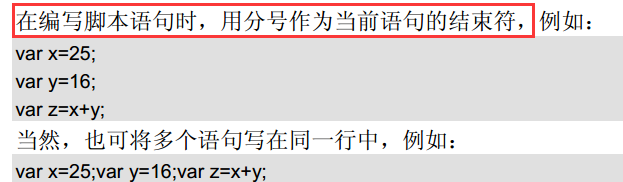 在编写脚本语句时，用分号作为当前语句的结束符，例如：
var x=25;
var y=16;
var z=x+y;
当然，也可将多个语句写在同一行中，例如：
var x=25;var y=16;var z=x+y;